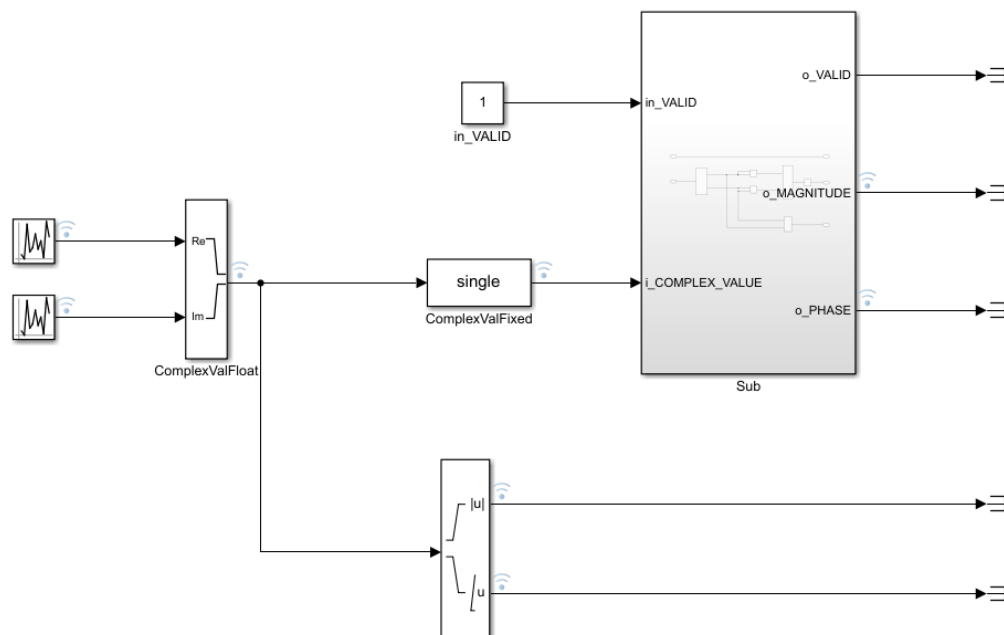 o_VALID
1
in_VALID
in_VALID
o_MAGNITUDE
Re
single
i_COMPLEX_VALUE
Im
ComplexValFixed
o_PHASE
ComplexValFloat
Sub
|u|
u